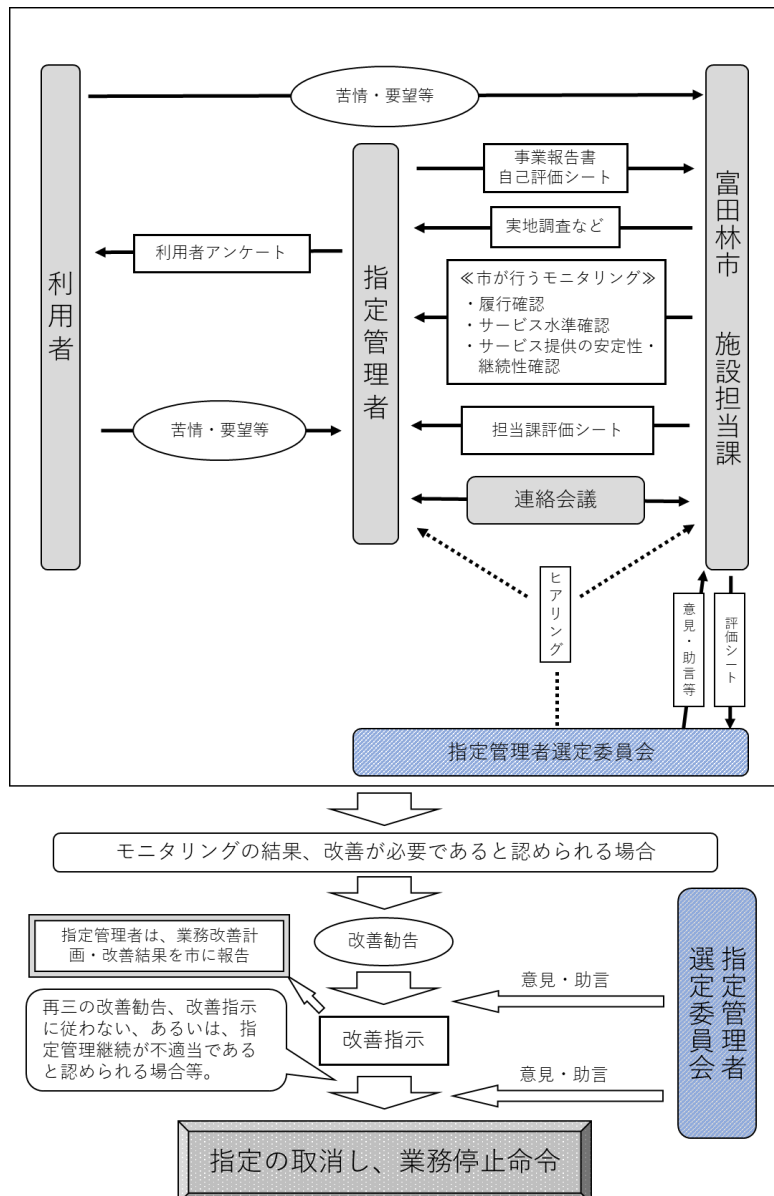 苦情・要望等
利用者
指定管理者
富田林市　施設担当課
事業報告書
自己評価シート
実地調査など
利用者アンケート
≪市が行うモニタリング≫
・履行確認
・サービス水準確認
・サービス提供の安定性・
継続性確認
苦情・要望等
担当課評価シート
連絡会議
ヒアリング
意見・助言等
評価シート
指定管理者選定委員会
モニタリングの結果、改善が必要であると認められる場合
改善勧告
指定管理者は、業務改善計
画・改善結果を市に報告
意見・助言
指定管理者
選定委員会
再三の改善勧告、改善指示
に従わない、あるいは、指
定管理継続が不適当である
と認められる場合等。
改善指示
意見・助言
指定の取消し、業務停止命令